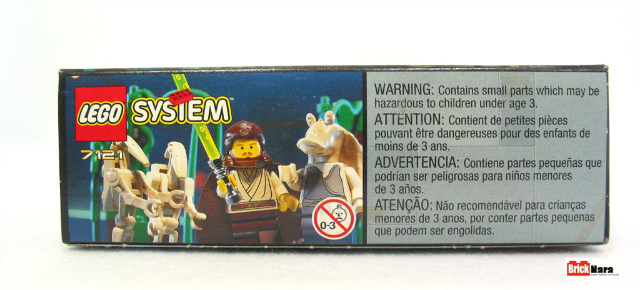 LEGO SYSTEM
7121
0-3
WARNING: Contains small parts which may be
hazardous to children under age 3.
ATTENTION: Contient de petites pièces
pouvant être dangereuses pour des enfants de
moins de 3 ans.
ADVERTENCIA: Contiene partes pequeñas que
podrían ser peligrosas para niños menores
de 3 años.
ATENÇÃO: Não recomendável para crianças
menores de 3 anos, por conter partes pequenas
que podem ser engolidas.
Brick Nara